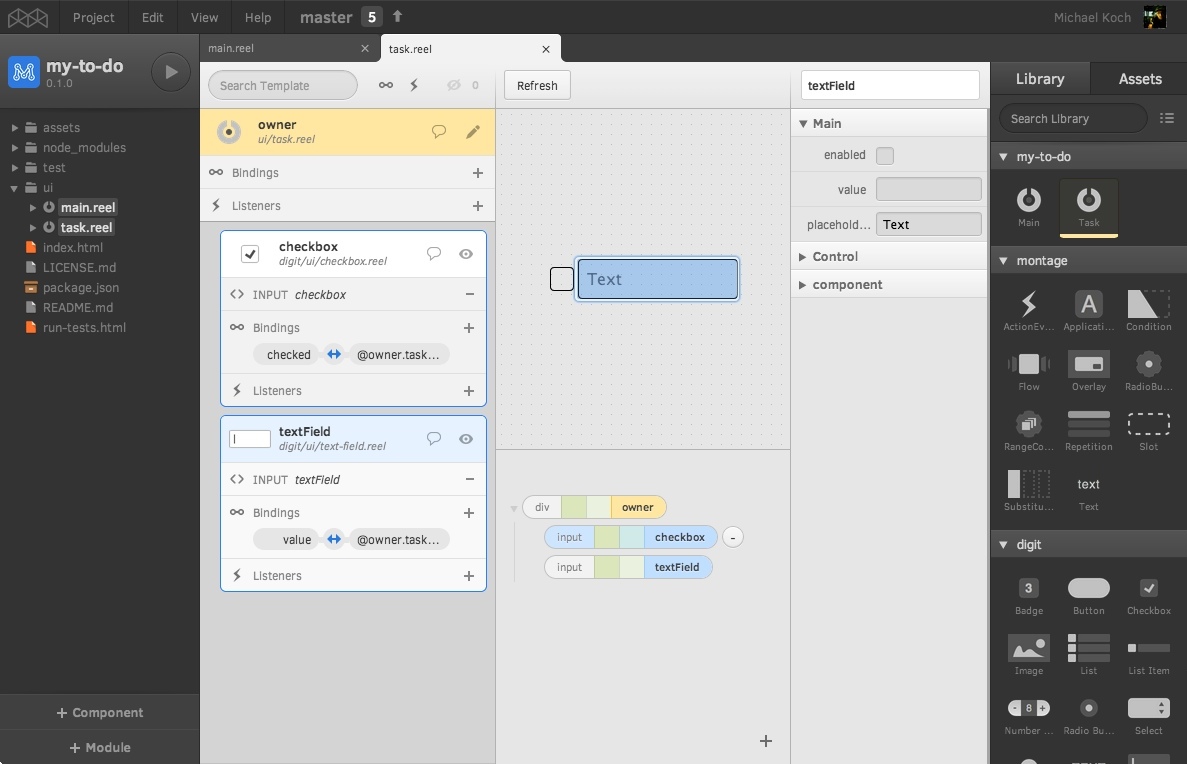 Project Edit View Help master 5 Michael Koch
my-to-do
0.1.0
assets
node_modules
test
ui
main.reel
task.reel
index.html
LICENSE.md
package.json
README.md
run-tests.html
+ Component
+ Module
main.reel × task.reel ×
Search Template 0
owner
ui/task.reel
Bindings +
Listeners +
checkbox
digit/ui/checkbox.reel
<> INPUT checkbox −
Bindings +
checked ↔ @owner.task...
Listeners +
textField
digit/ui/text-field.reel
<> INPUT textField −
Bindings +
value ↔ @owner.task...
Listeners +
Refresh
Text
div owner
input checkbox -
input textField
+
textField
Main
enabled
value
placehold... Text
Control
component
Library Assets
Search Library
my-to-do
Main Task
montage
A
ActionEv... Applicati... Condition
Flow Overlay RadioBu...
RangeCo... Repetition Slot
text
Substitu... Text
digit
3
Badge Button Checkbox
Image List List Item
- 8 +
Number ... Radio Bu... Select